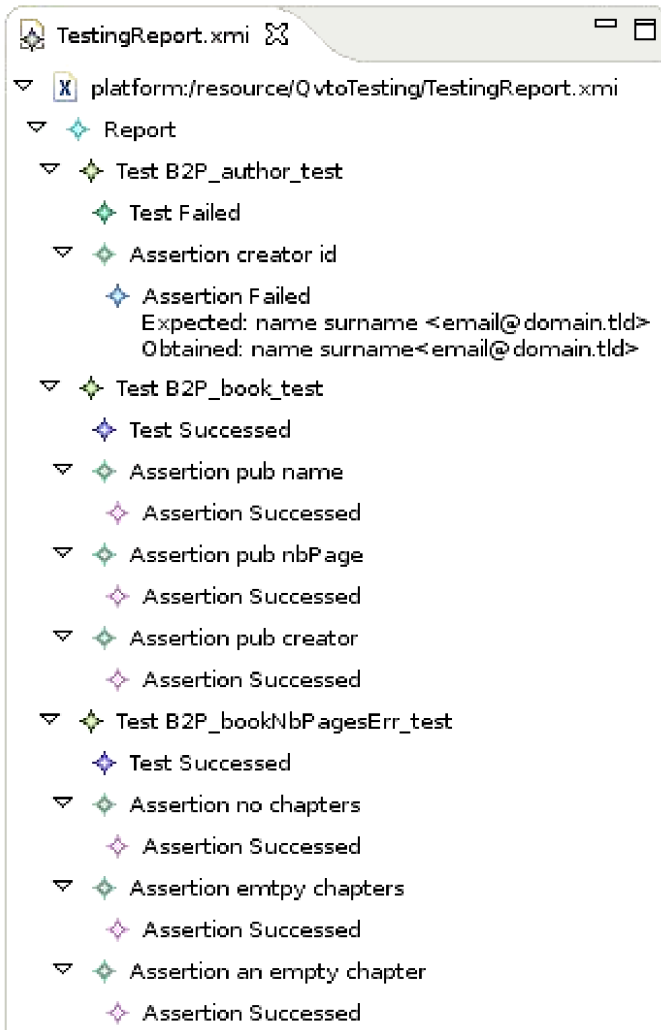 TestingReport.xmi
platform:/resource/QvtoTesting/TestingReport.xmi
Report
Test B2P_author_test
Test Failed
Assertion creator id
Assertion Failed
Expected: name surname <email@domain.tld>
Obtained: name surname<email@domain.tld>
Test B2P_book_test
Test Successed
Assertion pub name
Assertion Successed
Assertion pub nbPage
Assertion Successed
Assertion pub creator
Assertion Successed
Test B2P_bookNbPagesErr_test
Test Successed
Assertion no chapters
Assertion Successed
Assertion emtpy chapters
Assertion Successed
Assertion an empty chapter
Assertion Successed